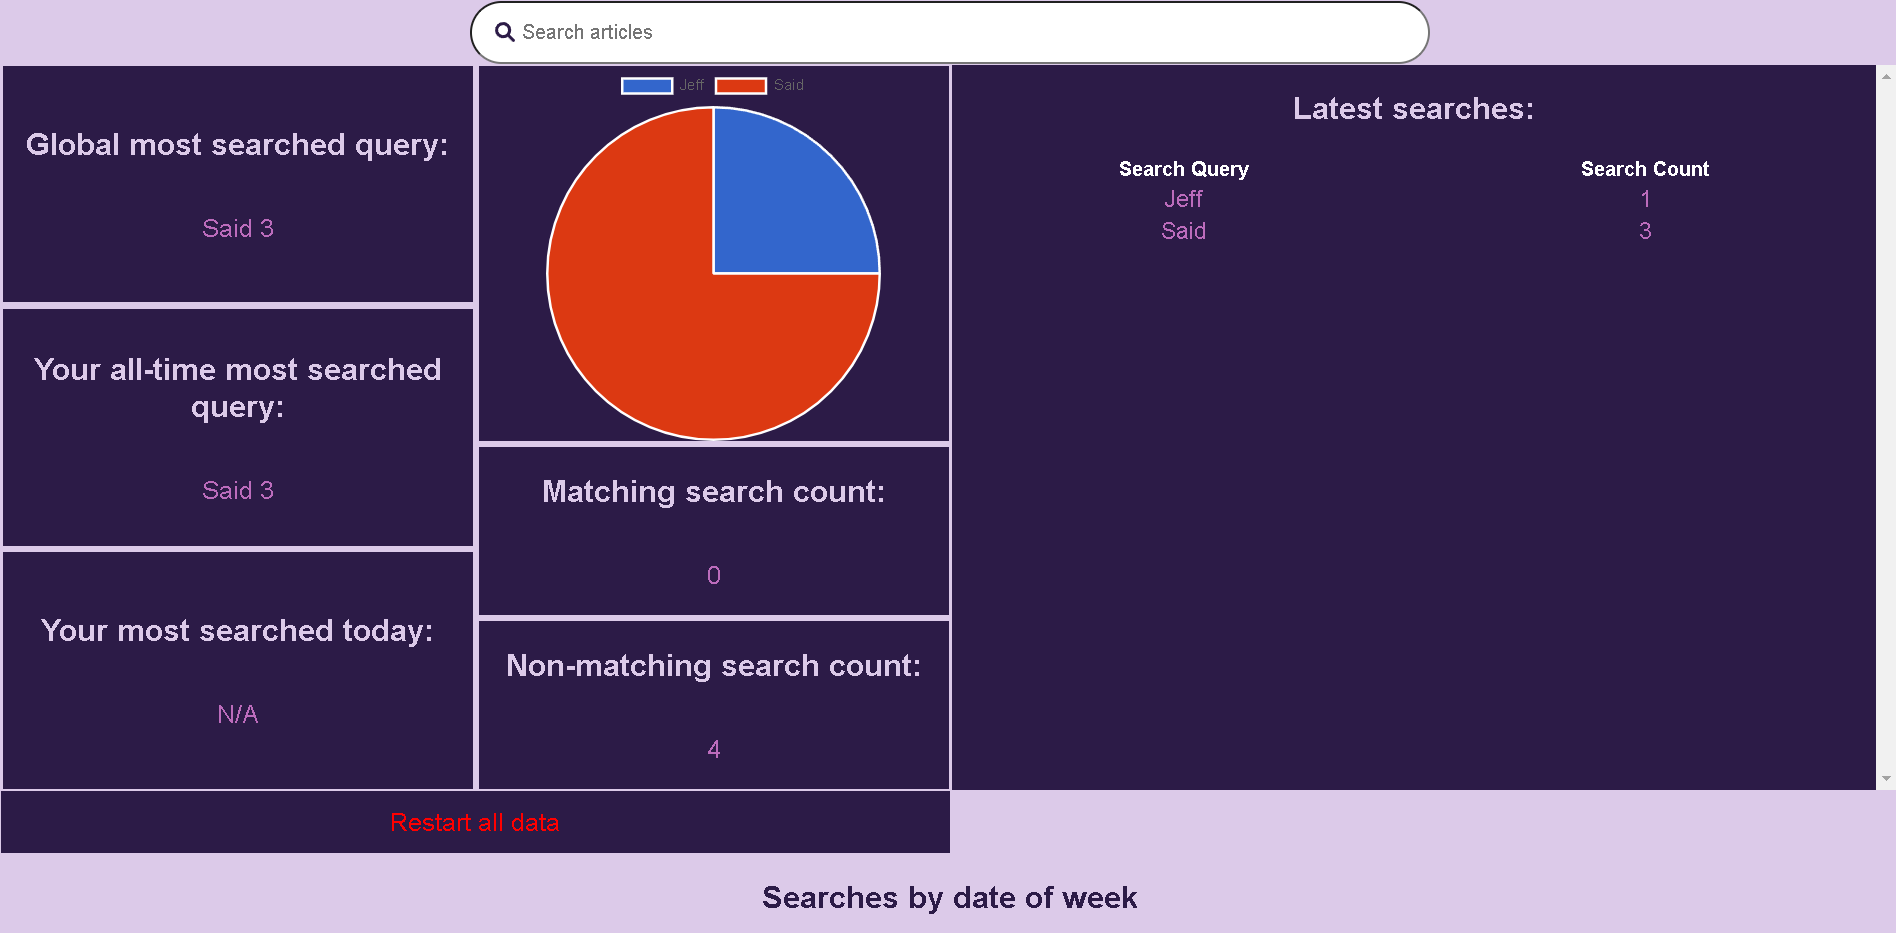 Search articles
Global most searched query:
Said 3
Your all-time most searched
query:
Said 3
Your most searched today:
N/A
Jeff Said
Matching search count:
0
Non-matching search count:
4
Latest searches:
Search Query Search Count
Jeff 1
Said 3
Restart all data
Searches by date of week